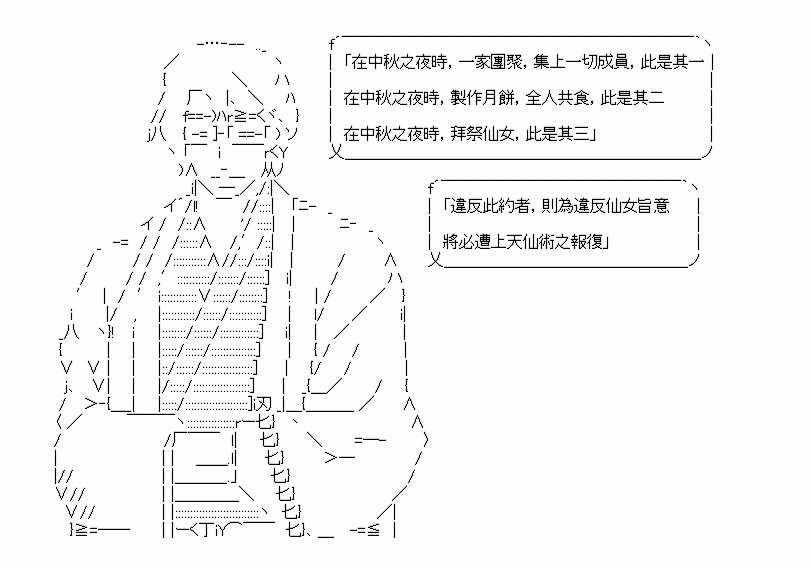 「在中秋之夜時，一家團聚，集上一切成員，此是其一
在中秋之夜時，製作月餅，全人共食，此是其二
在中秋之夜時，拜祭仙女，此是其三」
「違反此約者，則為違反仙女旨意
將必遭上天仙術之報復」